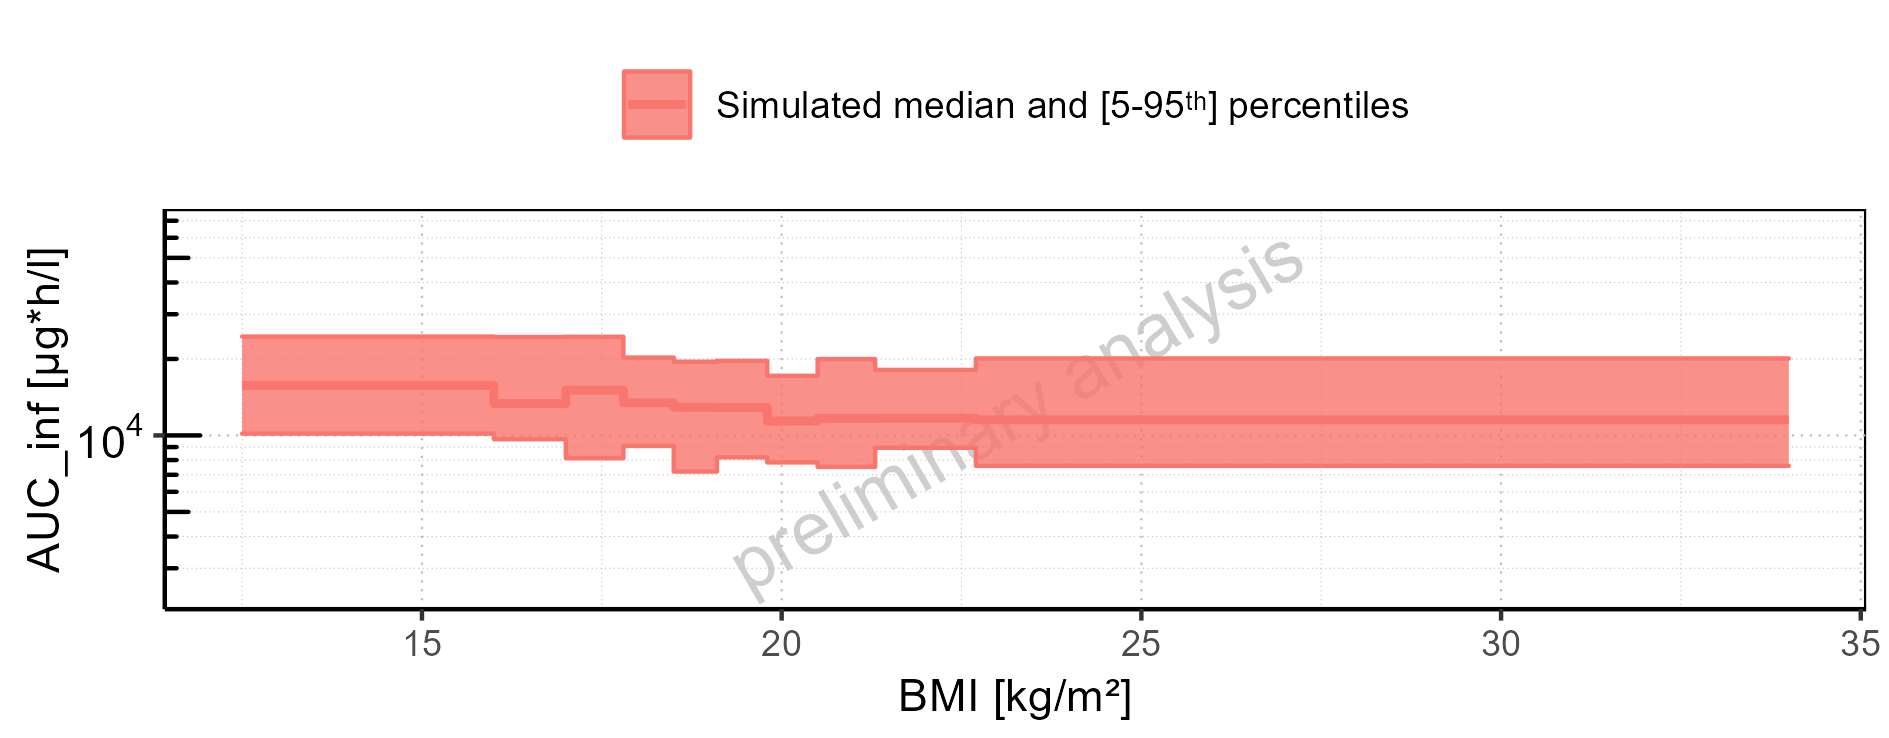 Simulated median and [5-95ᵗʰ] percentiles
AUC_inf [µg*h/l]
10⁴
preliminary analysis
15 20 25 30 35
BMI [kg/m²]